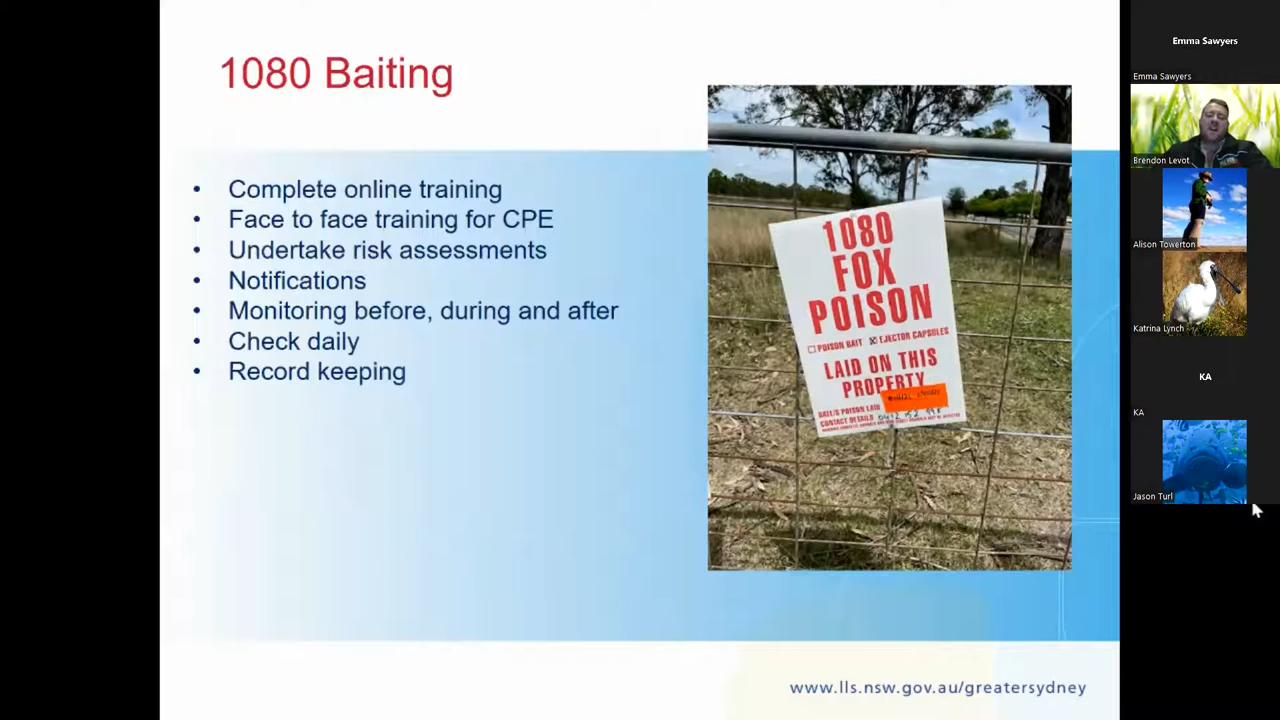 1080 Baiting
• Complete online training
• Face to face training for CPE
• Undertake risk assessments
• Notifications
• Monitoring before, during and after
• Check daily
• Record keeping
1080
FOX
POISON
POISON BAIT EJECTOR CAPSULES
LAID ON THIS
PROPERTY
DATE/S POISON LAID
CONTACT DETAILS
www.lls.nsw.gov.au/greatersydney
Emma Sawyers
Emma Sawyers
Brendon Levot
Alison Towerton
Katrina Lynch
KA
KA
Jason Turl